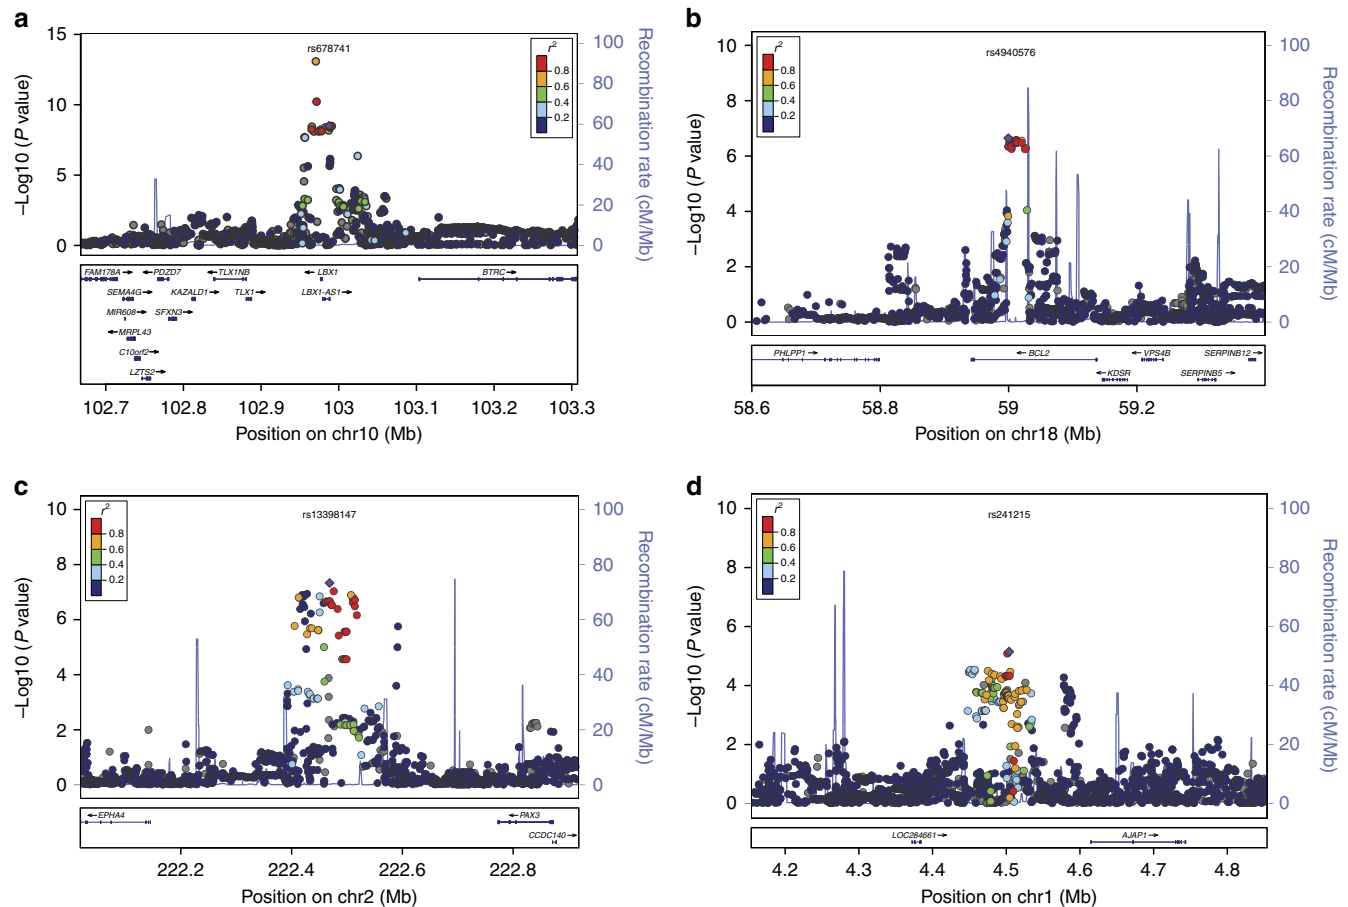 a
rs678741
15
10
5
0
−Log10 (P value)
100
80
60
40
20
0
Recombination rate (cM/Mb)
r2
0.8
0.6
0.4
0.2
FAM178A
PDZD7
TLX1NB
LBX1
BTRC
SEMA4G
KAZALD1
TLX1
LBX1-AS1
MIR608
SFXN3
MRPL43
C10orf2
LZTS2
102.7 102.8 102.9 103 103.1 103.2 103.3
Position on chr10 (Mb)
b
rs4940576
10
8
6
4
2
0
−Log10 (P value)
100
80
60
40
20
0
Recombination rate (cM/Mb)
r2
0.8
0.6
0.4
0.2
PHLPP1
BCL2
VPS4B
SERPINB12
KDSR
SERPINB5
58.6 58.8 59 59.2
Position on chr18 (Mb)
c
rs13398147
10
8
6
4
2
0
−Log10 (P value)
100
80
60
40
20
0
Recombination rate (cM/Mb)
r2
0.8
0.6
0.4
0.2
EPHA4
PAX3
CCDC140
222.2 222.4 222.6 222.8
Position on chr2 (Mb)
d
rs241215
10
8
6
4
2
0
−Log10 (P value)
100
80
60
40
20
0
Recombination rate (cM/Mb)
r2
0.8
0.6
0.4
0.2
LOC284661
AJAP1
4.2 4.3 4.4 4.5 4.6 4.7 4.8
Position on chr1 (Mb)